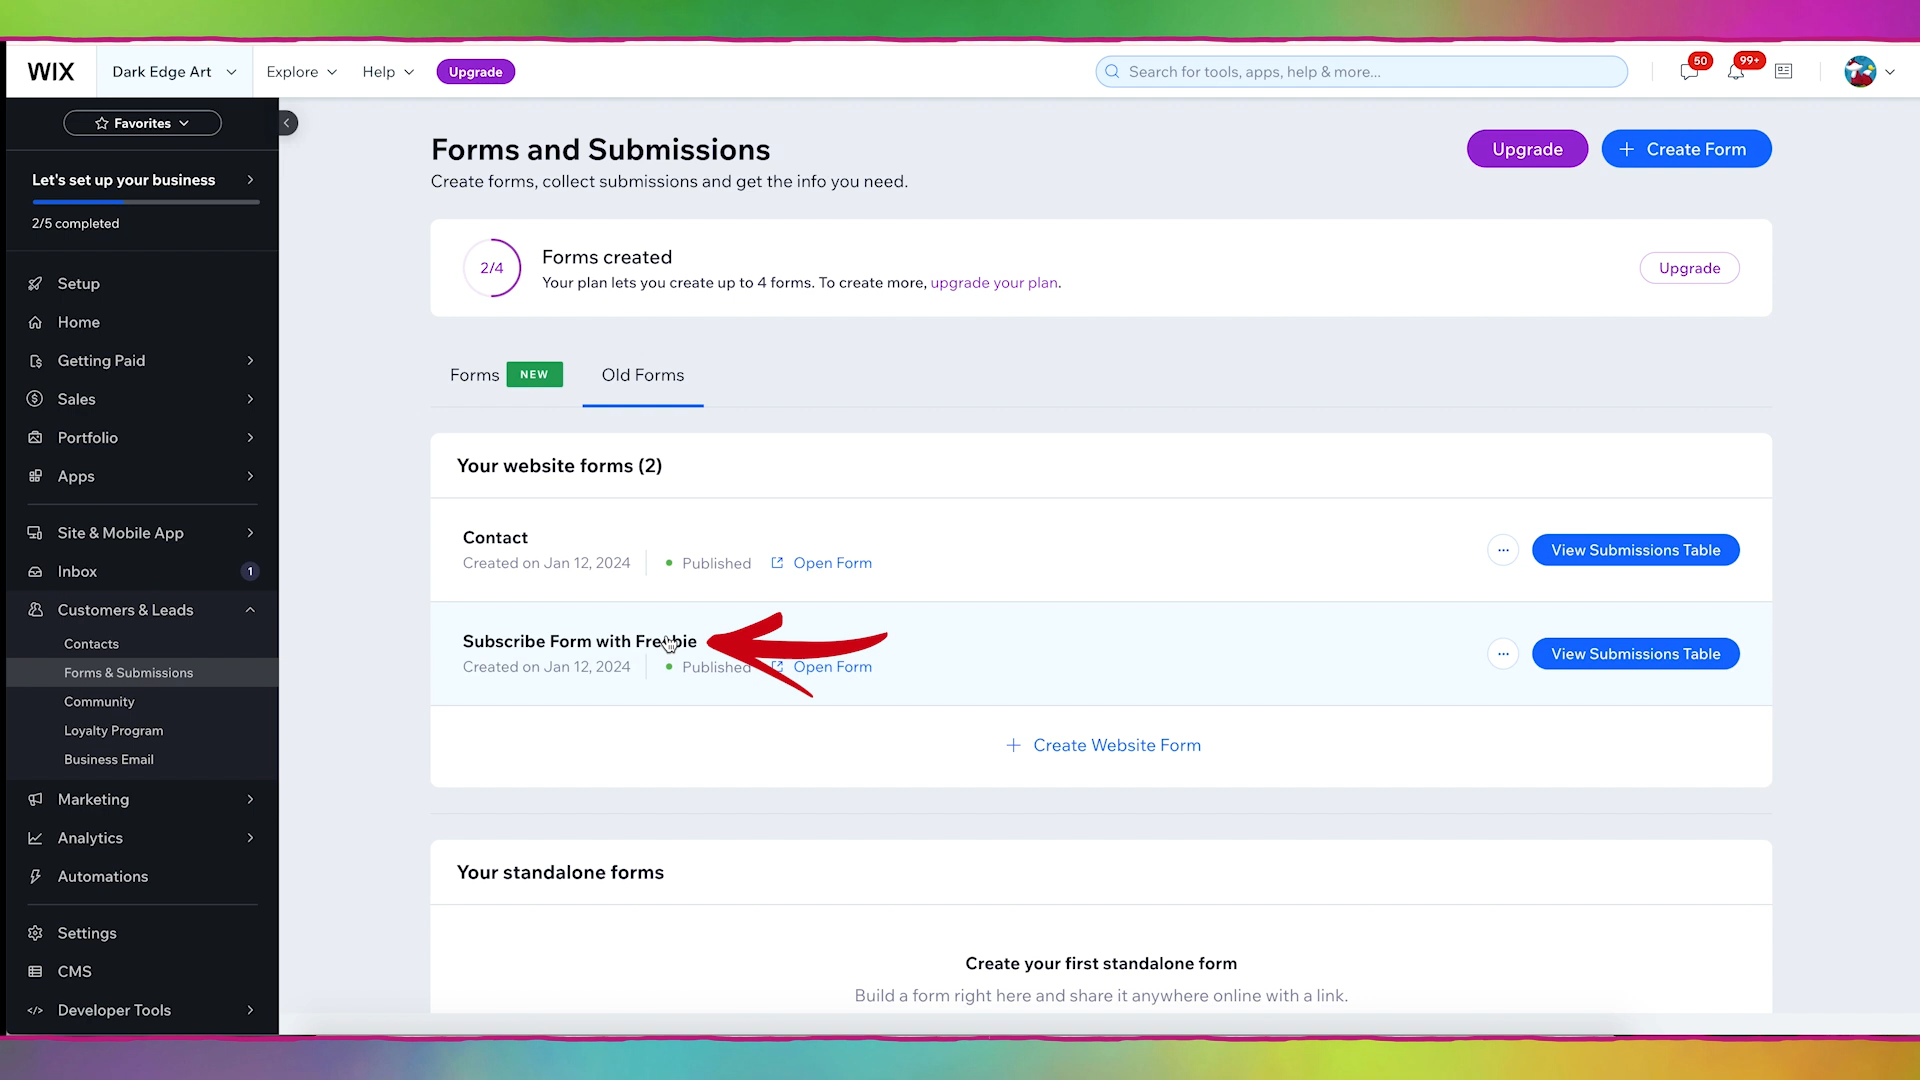 WIX
Dark Edge Art
Explore
Help
Upgrade
Search for tools, apps, help & more...
50
99+
Favorites
Let's set up your business
2/5 completed
Setup
Home
Getting Paid
Sales
Portfolio
Apps
Site & Mobile App
Inbox
1
Customers & Leads
Contacts
Forms & Submissions
Community
Loyalty Program
Business Email
Marketing
Analytics
Automations
Settings
CMS
Developer Tools
Forms and Submissions
Create forms, collect submissions and get the info you need.
Upgrade
+ Create Form
2/4
Forms created
Your plan lets you create up to 4 forms. To create more, upgrade your plan.
Upgrade
Forms NEW
Old Forms
Your website forms (2)
Contact
Created on Jan 12, 2024
Published
Open Form
...
View Submissions Table
Subscribe Form with Freebie
Created on Jan 12, 2024
Published
Open Form
...
View Submissions Table
+ Create Website Form
Your standalone forms
Create your first standalone form
Build a form right here and share it anywhere online with a link.